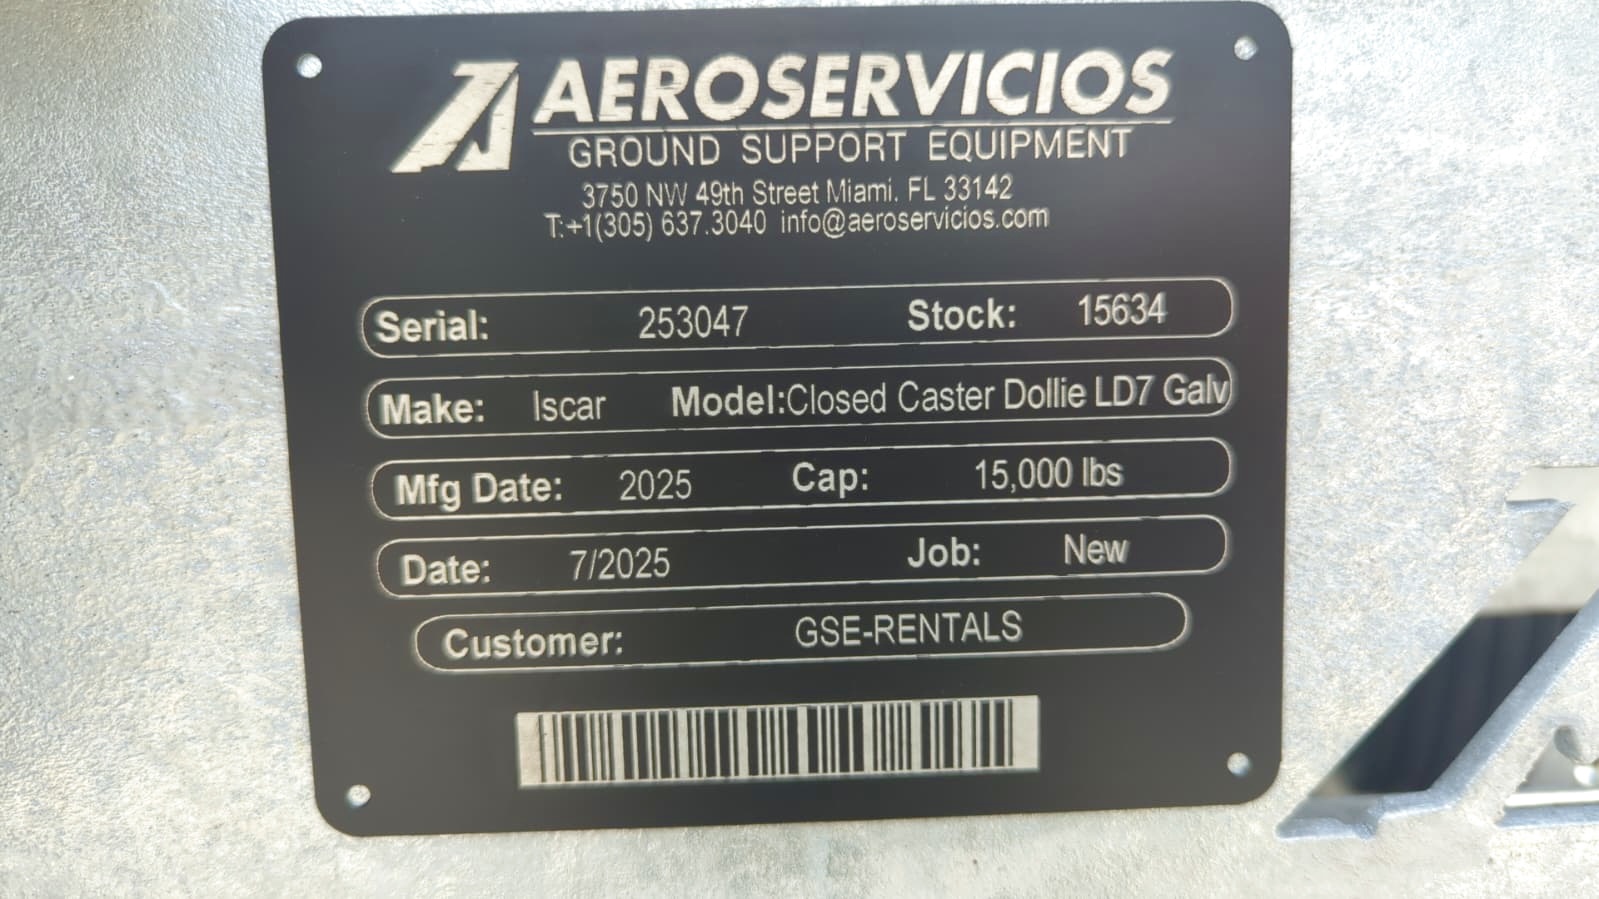 AEROSERVICIOS
GROUND SUPPORT EQUIPMENT
3750 NW 49th Street Miami. FL 33142
T:+1(305) 637.3040 info@aeroservicios.com
Serial: 253047 Stock: 15634
Make: Iscar Model:Closed Caster Dollie LD7 Galv
Mfg Date: 2025 Cap: 15,000 lbs
Date: 7/2025 Job: New
Customer: GSE-RENTALS